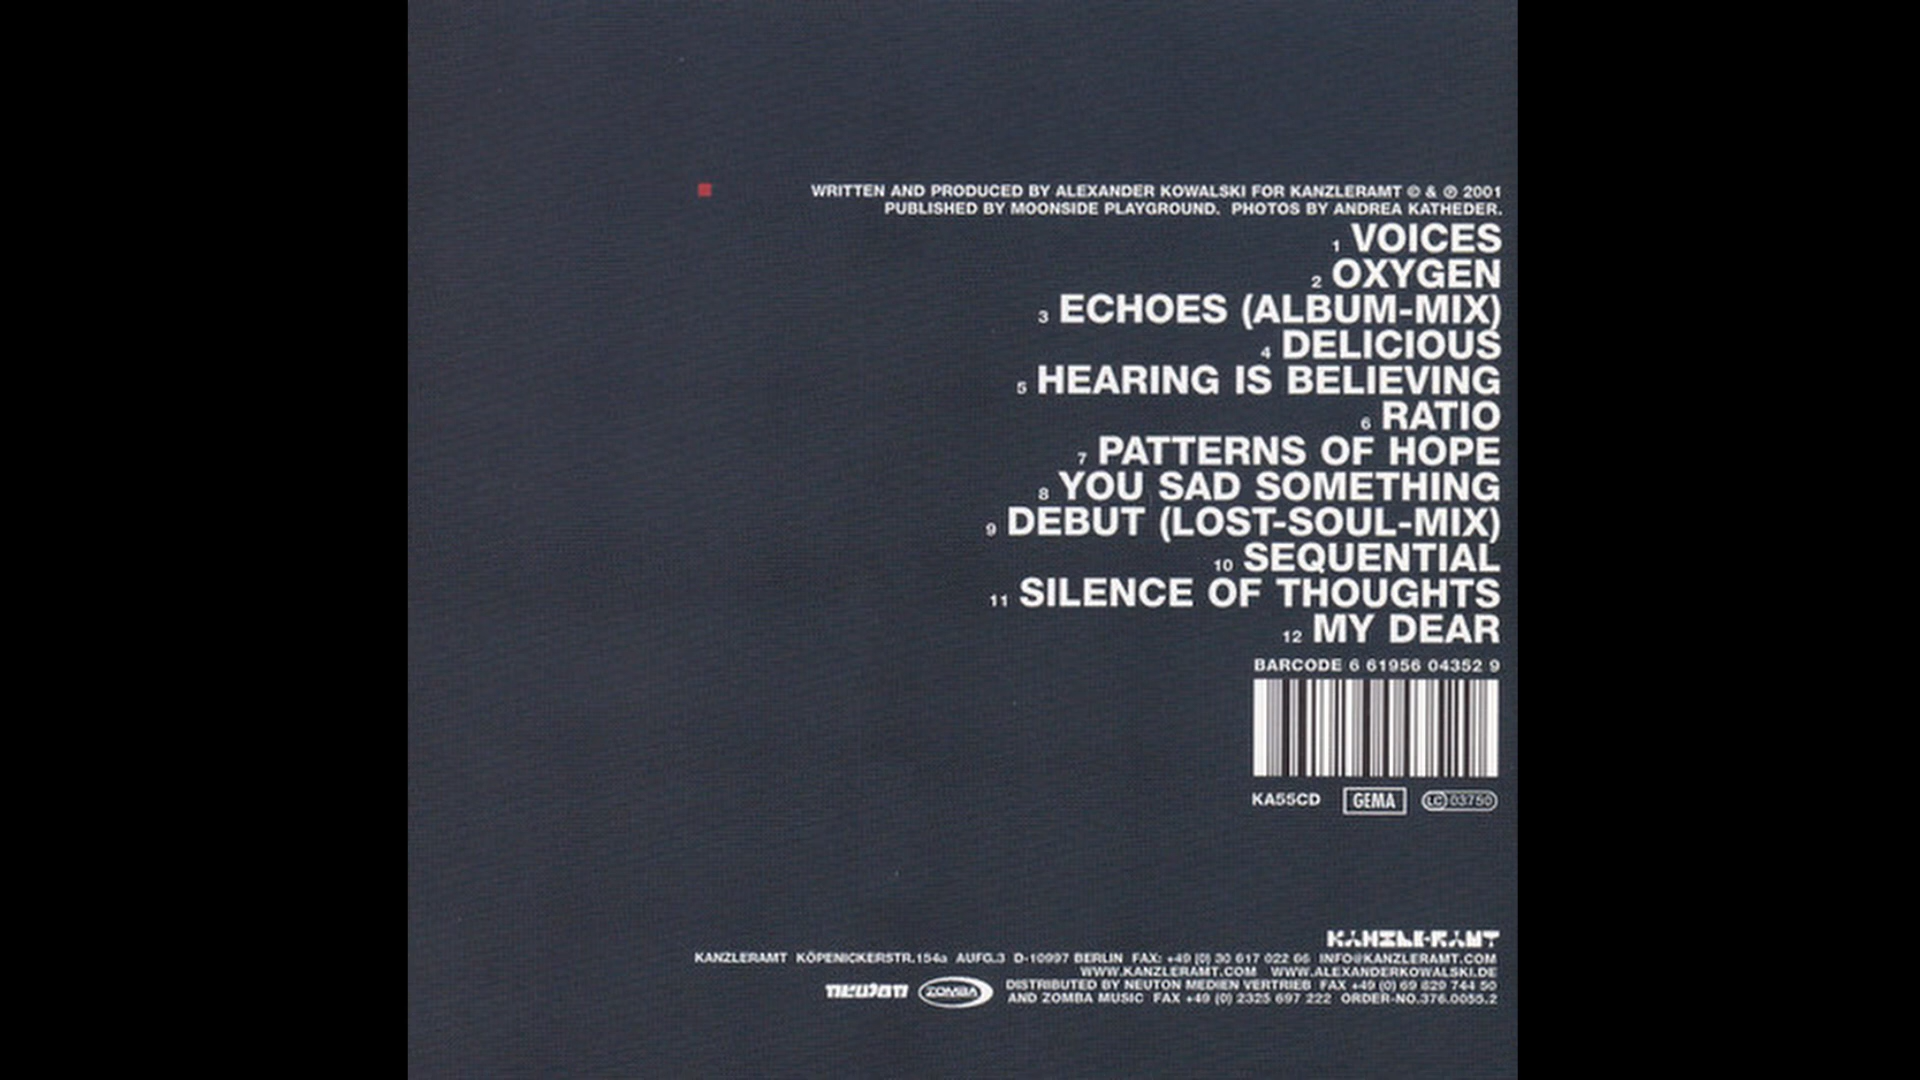 WRITTEN AND PRODUCED BY ALEXANDER KOWALSKI FOR KANZLERAMT © & ℗ 2001
PUBLISHED BY MOONSIDE PLAYGROUND. PHOTOS BY ANDREA KATHEDER.
1 VOICES
2 OXYGEN
3 ECHOES (ALBUM-MIX)
4 DELICIOUS
5 HEARING IS BELIEVING
6 RATIO
7 PATTERNS OF HOPE
8 YOU SAD SOMETHING
9 DEBUT (LOST-SOUL-MIX)
10 SEQUENTIAL
11 SILENCE OF THOUGHTS
12 MY DEAR
BARCODE 6 61956 04352 9
KA55CD GEMA LC 03750
KANZLERAMT
KANZLERAMT KÖPENICKERSTR.154a AUFG.3 D-10997 BERLIN FAX: +49 (0) 30 617 022 66 INFO@KANZLERAMT.COM
WWW.KANZLERAMT.COM WWW.ALEXANDERKOWALSKI.DE
neuton ZOMBA DISTRIBUTED BY NEUTON MEDIEN VERTRIEB FAX +49 (0) 69 829 744 50
AND ZOMBA MUSIC FAX +49 (0) 2325 697 222 ORDER-NO.376.0055.2